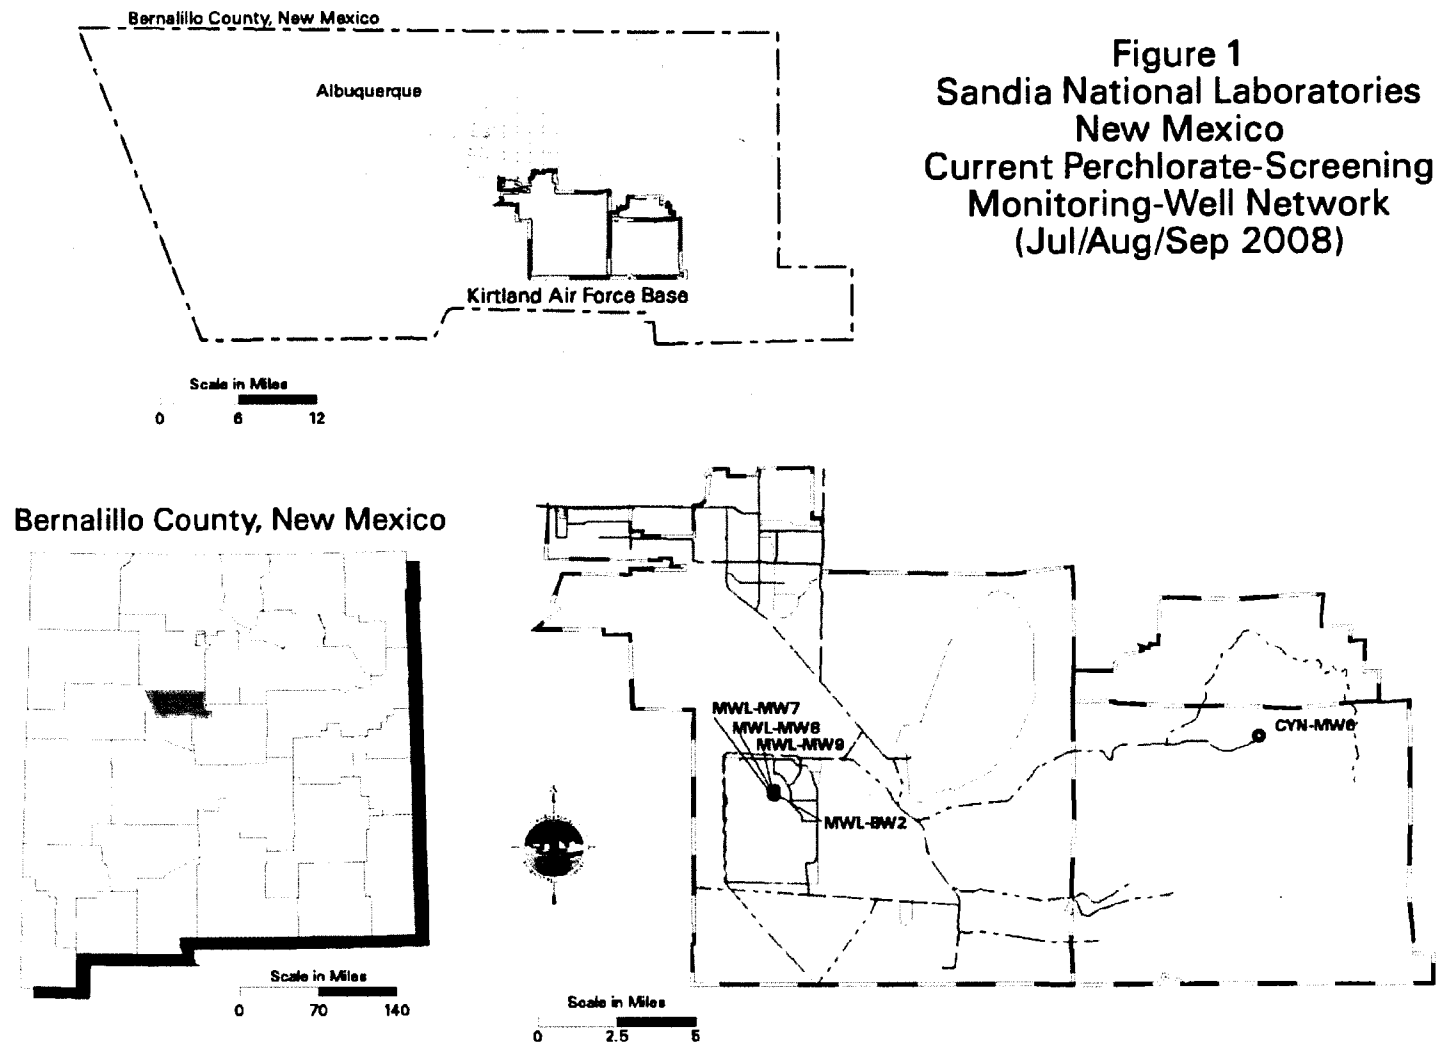 Bernalillo County, New Mexico
Albuquerque
Kirtland Air Force Base
Scale in Miles
0 6 12
Figure 1
Sandia National Laboratories
New Mexico
Current Perchlorate-Screening
Monitoring-Well Network
(Jul/Aug/Sep 2008)
Bernalillo County, New Mexico
Scale in Miles
0 70 140
MWL-MW7
MWL-MW8
MWL-MW9
MWL-BW2
CYN-MW6
Scale in Miles
0 2.5 5